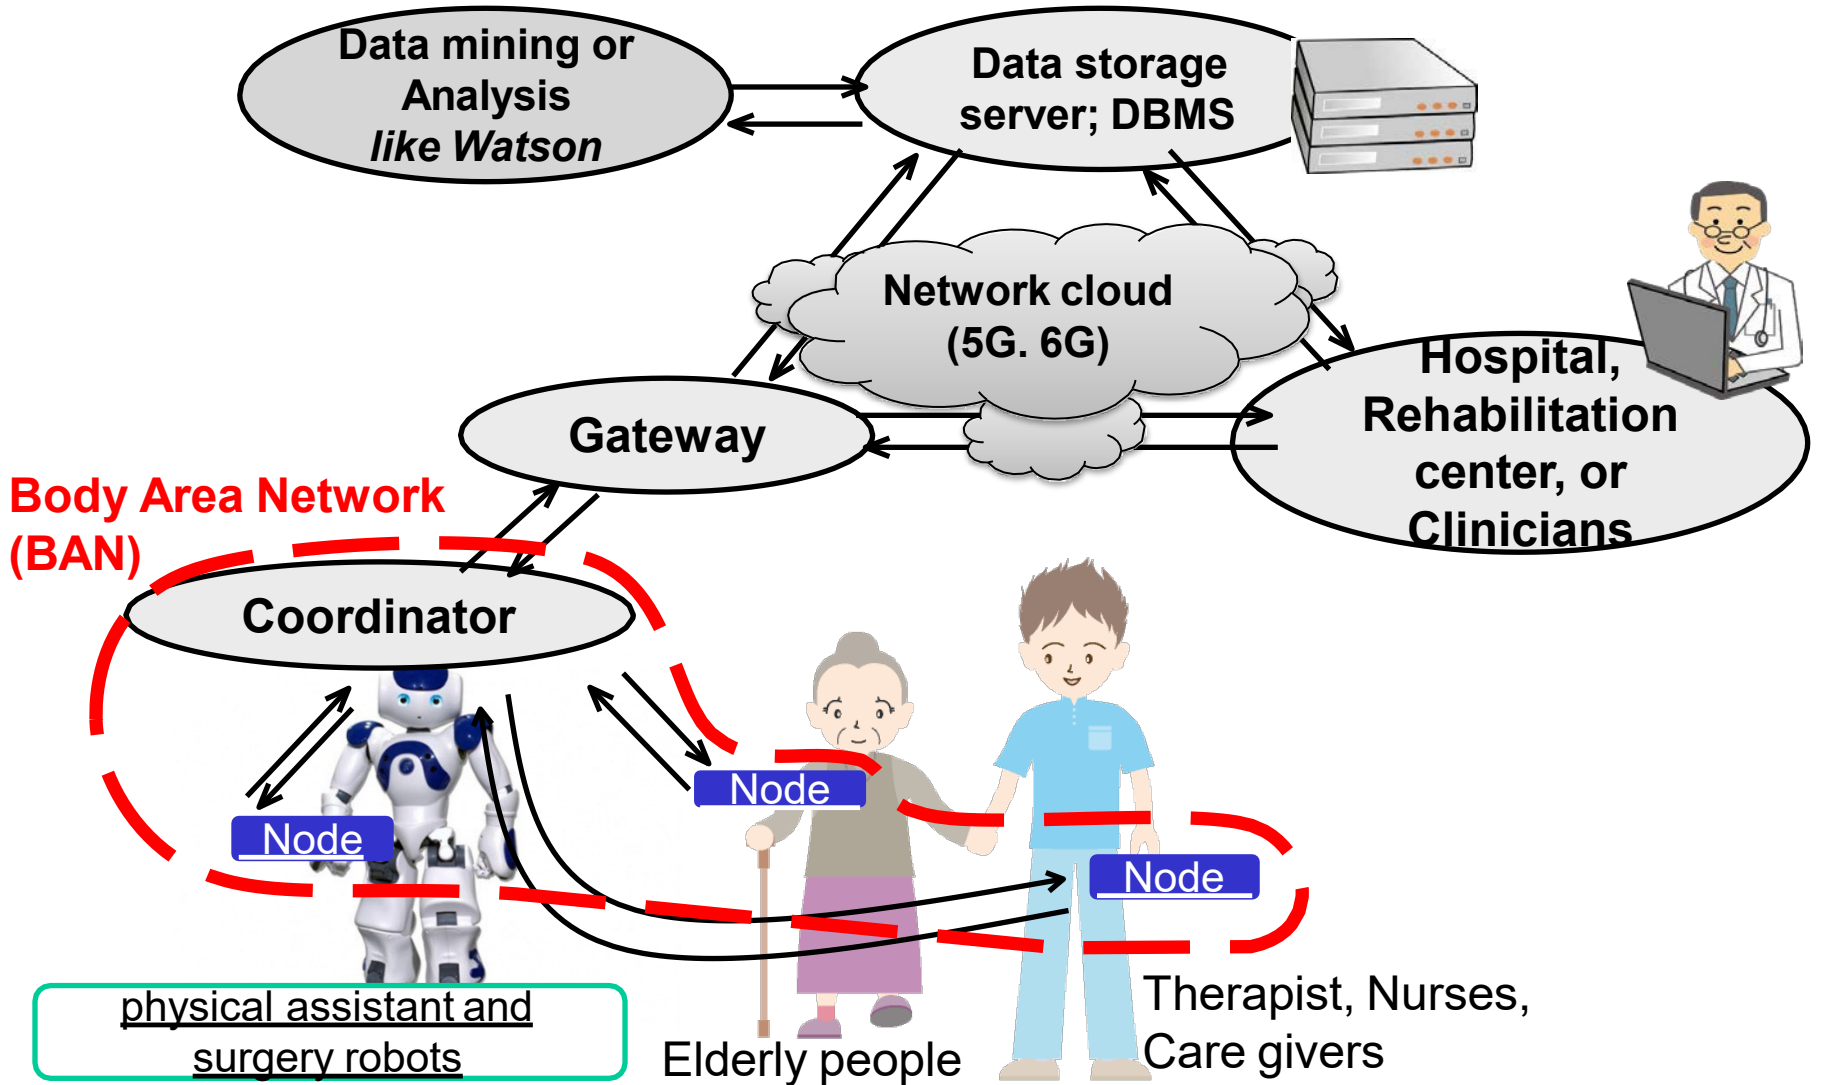 Data mining or
Analysis
like Watson
Data storage
server; DBMS
Network cloud
(5G. 6G)
Hospital,
Rehabilitation
center, or
Clinicians
Gateway
Body Area Network
(BAN)
Coordinator
Node
Node
Node
physical assistant and
surgery robots
Elderly people
Therapist, Nurses,
Care givers